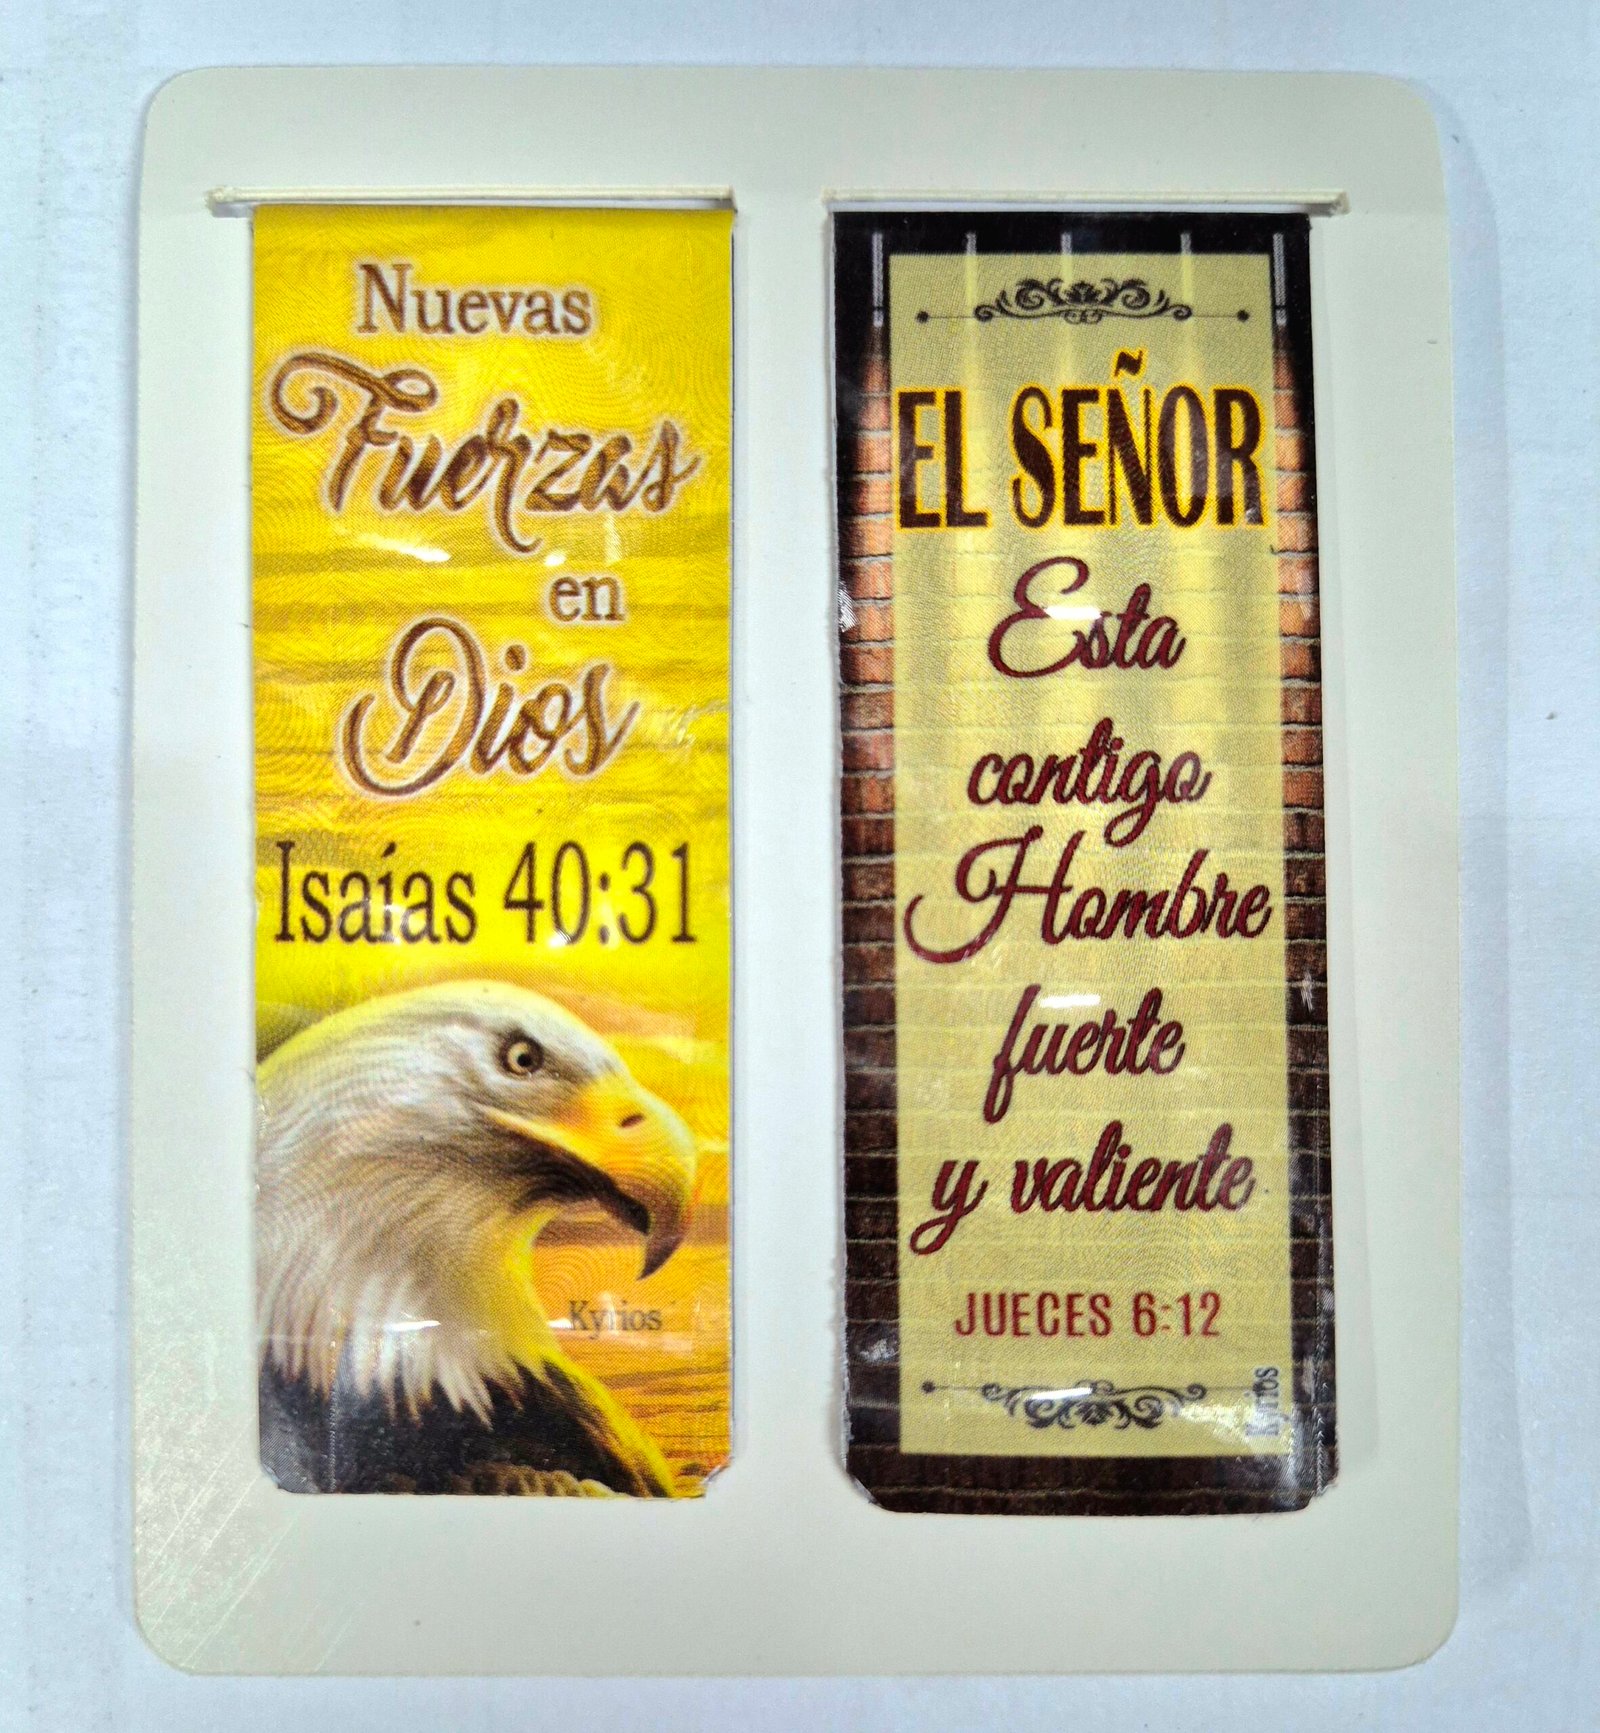 Nuevas
Fuerzas
en
Dios
Isaías 40:31
Kyrios
EL SEÑOR
Esta
contigo
Hombre
fuerte
y valiente
JUECES 6:12
Kyrios